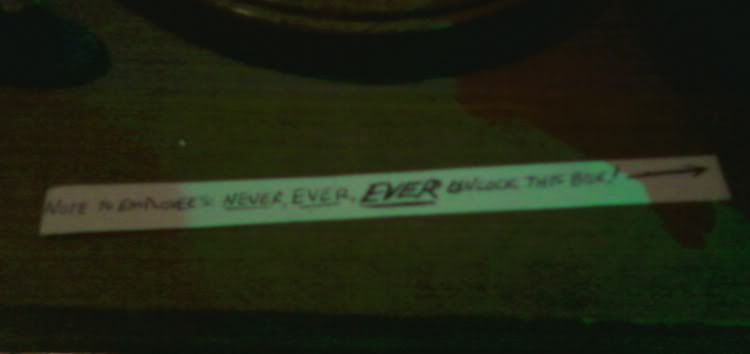 NOTE TO EMPLOYEES: NEVER, EVER, EVER UNLOCK THIS BOX!